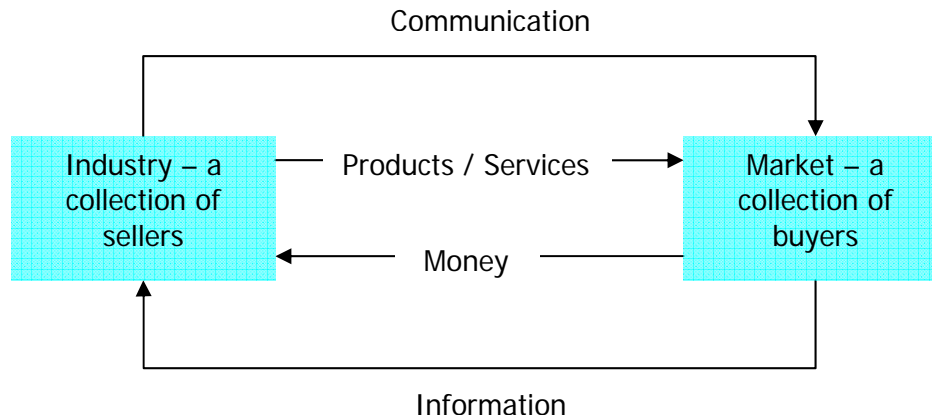 Communication
Industry – a
collection of
sellers
Products / Services
Money
Market – a
collection of
buyers
Information